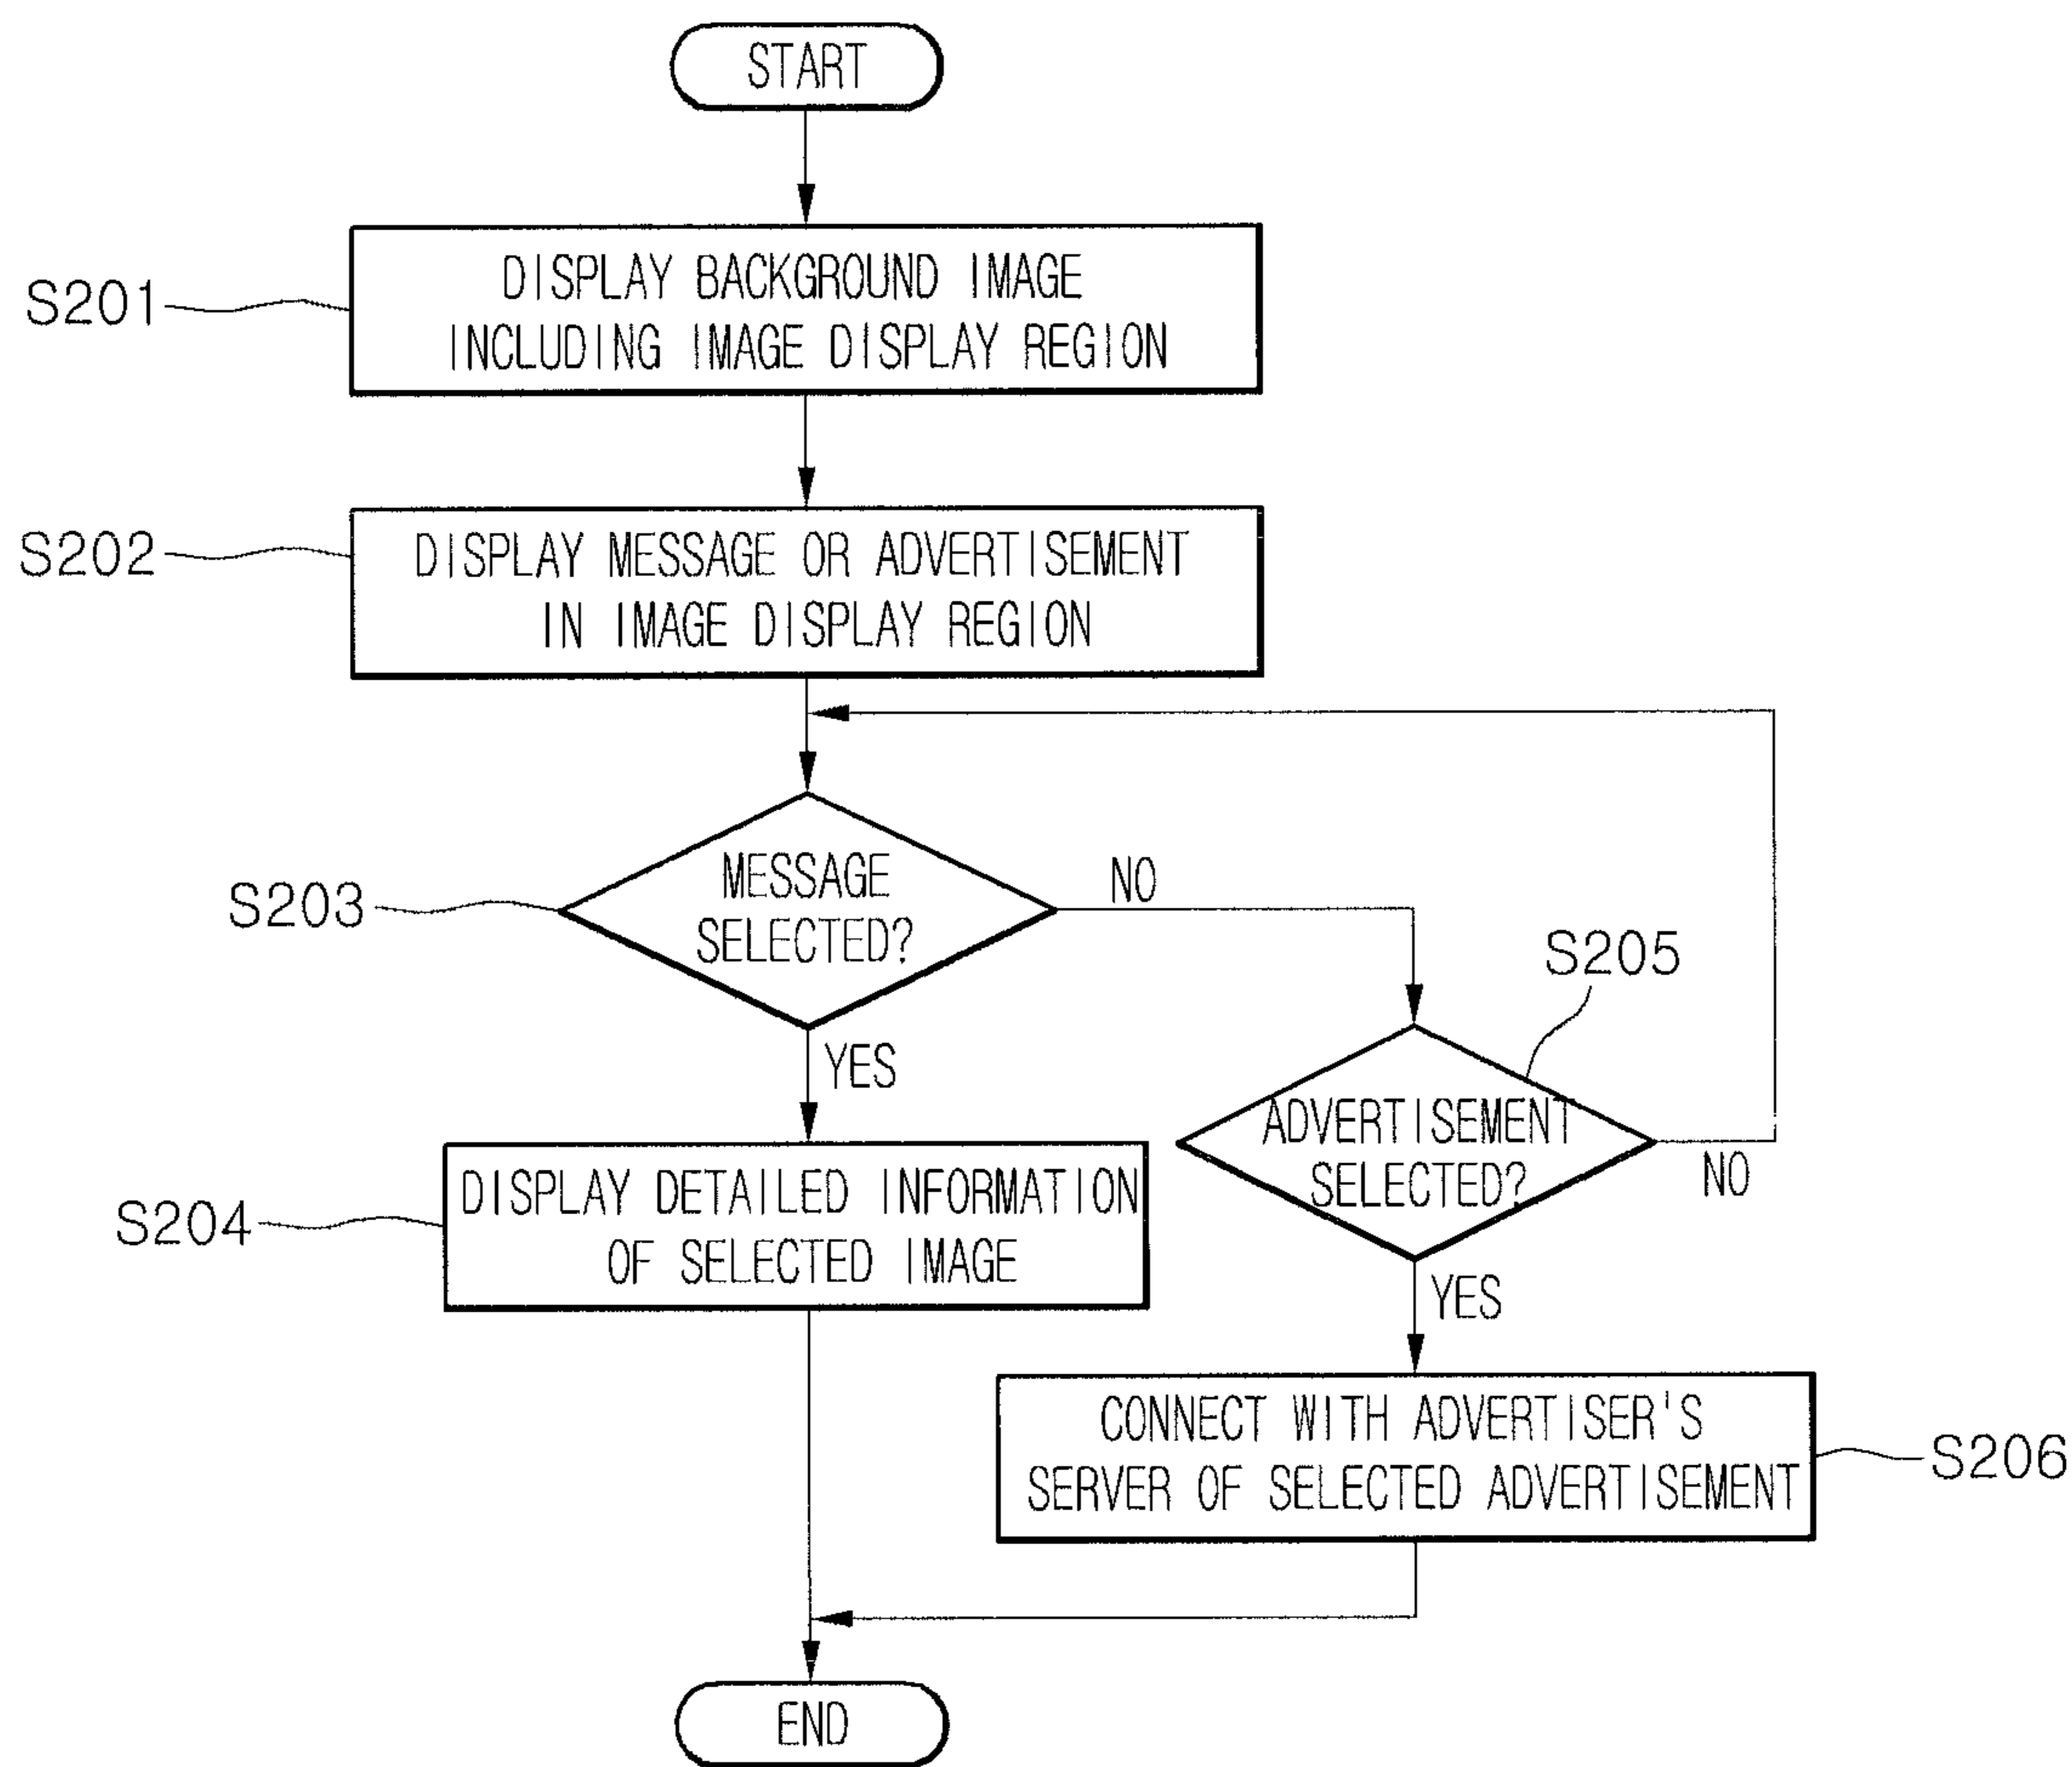 START
S201
DISPLAY BACKGROUND IMAGE
INCLUDING IMAGE DISPLAY REGION
S202
DISPLAY MESSAGE OR ADVERTISEMENT
IN IMAGE DISPLAY REGION
S203
MESSAGE
SELECTED?
NO
YES
S205
ADVERTISEMENT
SELECTED?
NO
YES
S204
DISPLAY DETAILED INFORMATION
OF SELECTED IMAGE
CONNECT WITH ADVERTISER'S
SERVER OF SELECTED ADVERTISEMENT
S206
END